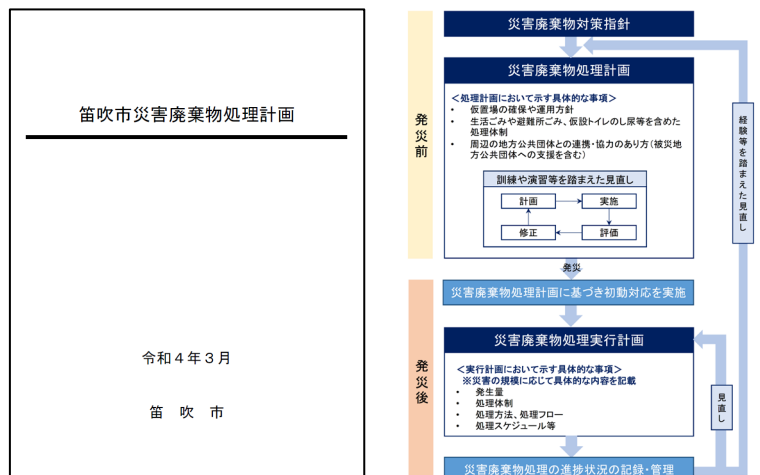 笛吹市災害廃棄物処理計画
令和４年３月
笛 吹 市
災害廃棄物対策指針
発災前
災害廃棄物処理計画
＜処理計画において示す具体的な事項＞
• 仮置場の確保や運用方針
• 生活ごみや避難所ごみ、仮設トイレのし尿等を含めた
処理体制
• 周辺の地方公共団体との連携・協力のあり方（被災地
方公共団体への支援を含む）
訓練や演習等を踏まえた見直し
計画
実施
修正
評価
経験等を踏まえた見直し
発災
災害廃棄物処理計画に基づき初動対応を実施
発災後
災害廃棄物処理実行計画
＜実行計画において示す具体的な事項＞
※災害の規模に応じて具体的な内容を記載
• 発生量
• 処理体制
• 処理方法、処理フロー
• 処理スケジュール等
見直し
災害廃棄物処理の進捗状況の記録・管理